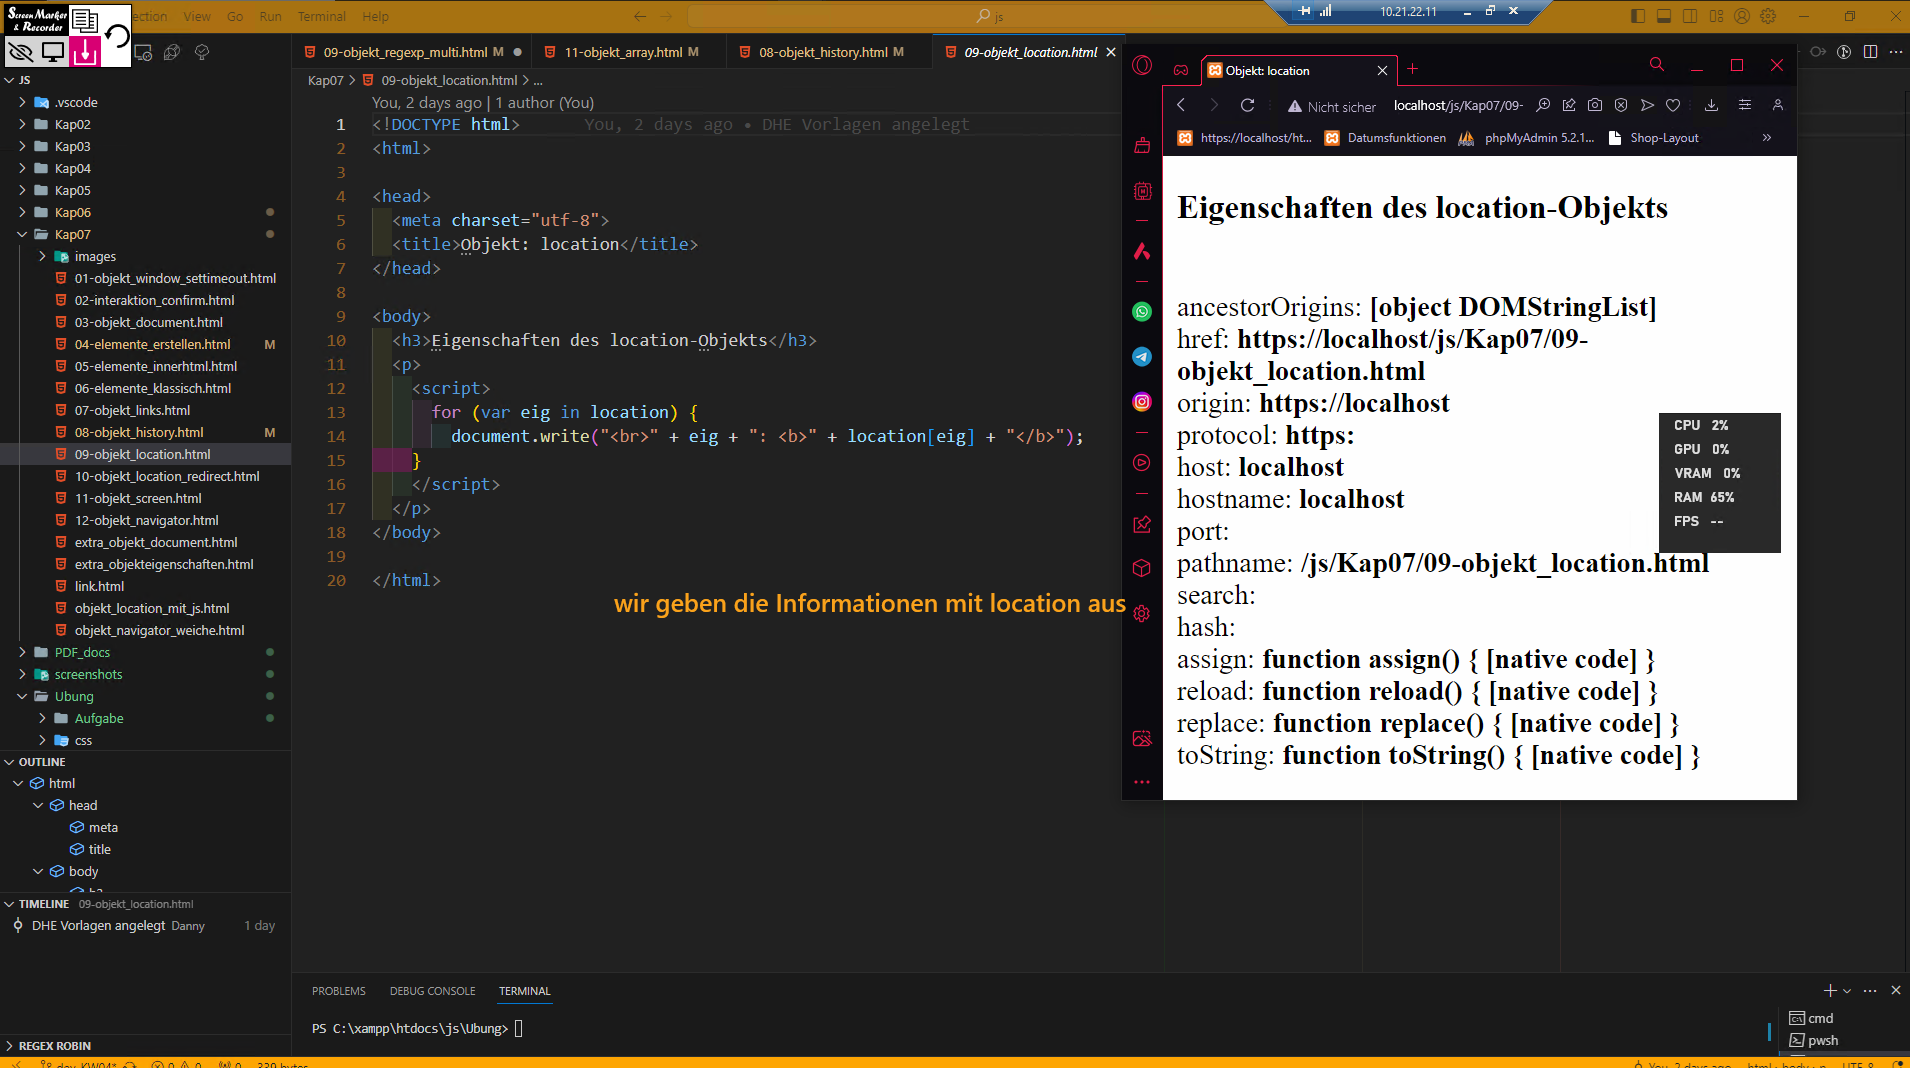 Screen Marker
& Recorder
ection View Go Run Terminal Help
js
10.21.22.11
09-objekt_regexp_multi.html M
11-objekt_array.html M
08-objekt_history.html M
09-objekt_location.html
JS
.vscode
Kap02
Kap03
Kap04
Kap05
Kap06
Kap07
images
01-objekt_window_settimeout.html
02-interaktion_confirm.html
03-objekt_document.html
04-elemente_erstellen.html M
05-elemente_innerhtml.html
06-elemente_klassisch.html
07-objekt_links.html
08-objekt_history.html M
09-objekt_location.html
10-objekt_location_redirect.html
11-objekt_screen.html
12-objekt_navigator.html
extra_objekt_document.html
extra_objekteigenschaften.html
link.html
objekt_location_mit_js.html
objekt_navigator_weiche.html
PDF_docs
screenshots
Ubung
Aufgabe
css
OUTLINE
html
head
meta
title
body
TIMELINE 09-objekt_location.html
DHE Vorlagen angelegt Danny 1 day
REGEX ROBIN
Kap07 > 09-objekt_location.html > ...
You, 2 days ago | 1 author (You)
1 <!DOCTYPE html> You, 2 days ago • DHE Vorlagen angelegt
2 <html>
3
4 <head>
5 <meta charset="utf-8">
6 <title>Objekt: location</title>
7 </head>
8
9 <body>
10 <h3>Eigenschaften des location-Objekts</h3>
11 <p>
12 <script>
13 for (var eig in location) {
14 document.write("<br>" + eig + ": <b>" + location[eig] + "</b>");
15 }
16 </script>
17 </p>
18 </body>
19
20 </html>
wir geben die Informationen mit location aus
Objekt: location
Nicht sicher localhost/js/Kap07/09-
https://localhost/ht... Datumsfunktionen phpMyAdmin 5.2.1... Shop-Layout
Eigenschaften des location-Objekts
ancestorOrigins: [object DOMStringList]
href: https://localhost/js/Kap07/09-
objekt_location.html
origin: https://localhost
protocol: https:
host: localhost
hostname: localhost
port:
pathname: /js/Kap07/09-objekt_location.html
search:
hash:
assign: function assign() { [native code] }
reload: function reload() { [native code] }
replace: function replace() { [native code] }
toString: function toString() { [native code] }
CPU 2%
GPU 0%
VRAM 0%
RAM 65%
FPS --
PROBLEMS DEBUG CONSOLE TERMINAL
PS C:\xampp\htdocs\js\Ubung>
cmd
pwsh